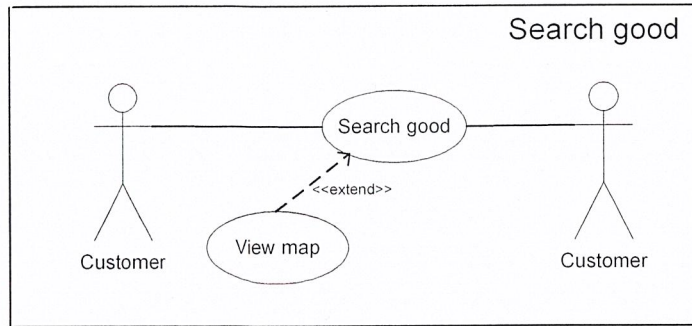 Search good
Search good
<<extend>>
View map
Customer
Customer